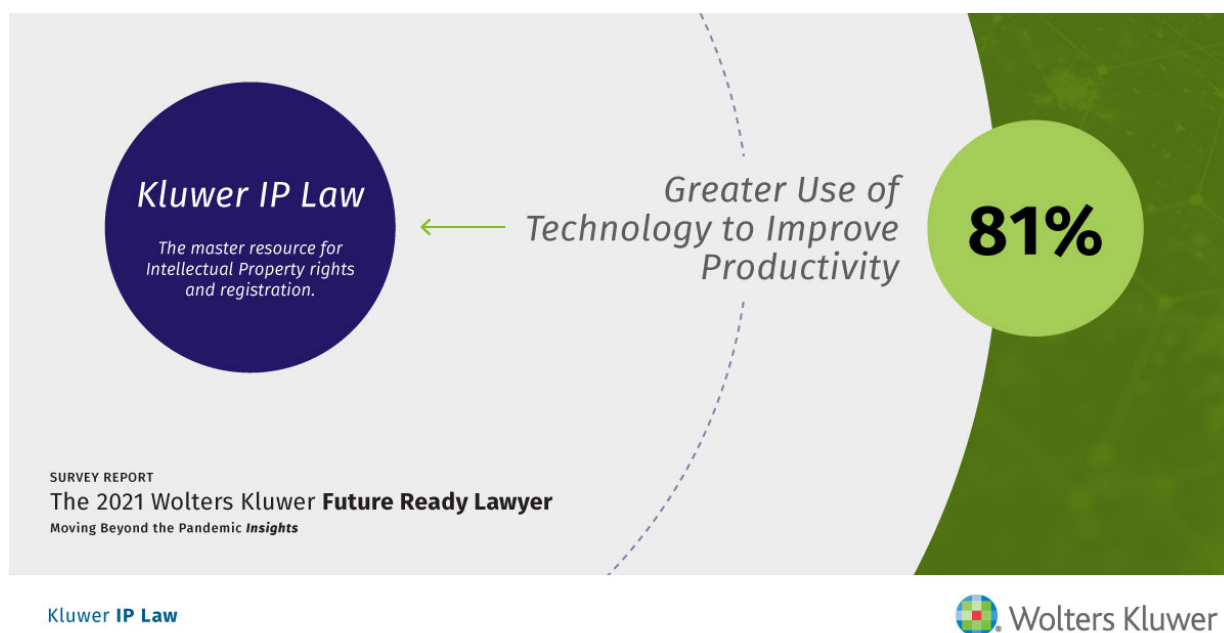 Kluwer IP Law
The master resource for
Intellectual Property rights
and registration.
Greater Use of
Technology to Improve
Productivity
81%
SURVEY REPORT
The 2021 Wolters Kluwer Future Ready Lawyer
Moving Beyond the Pandemic Insights
Kluwer IP Law
Wolters Kluwer